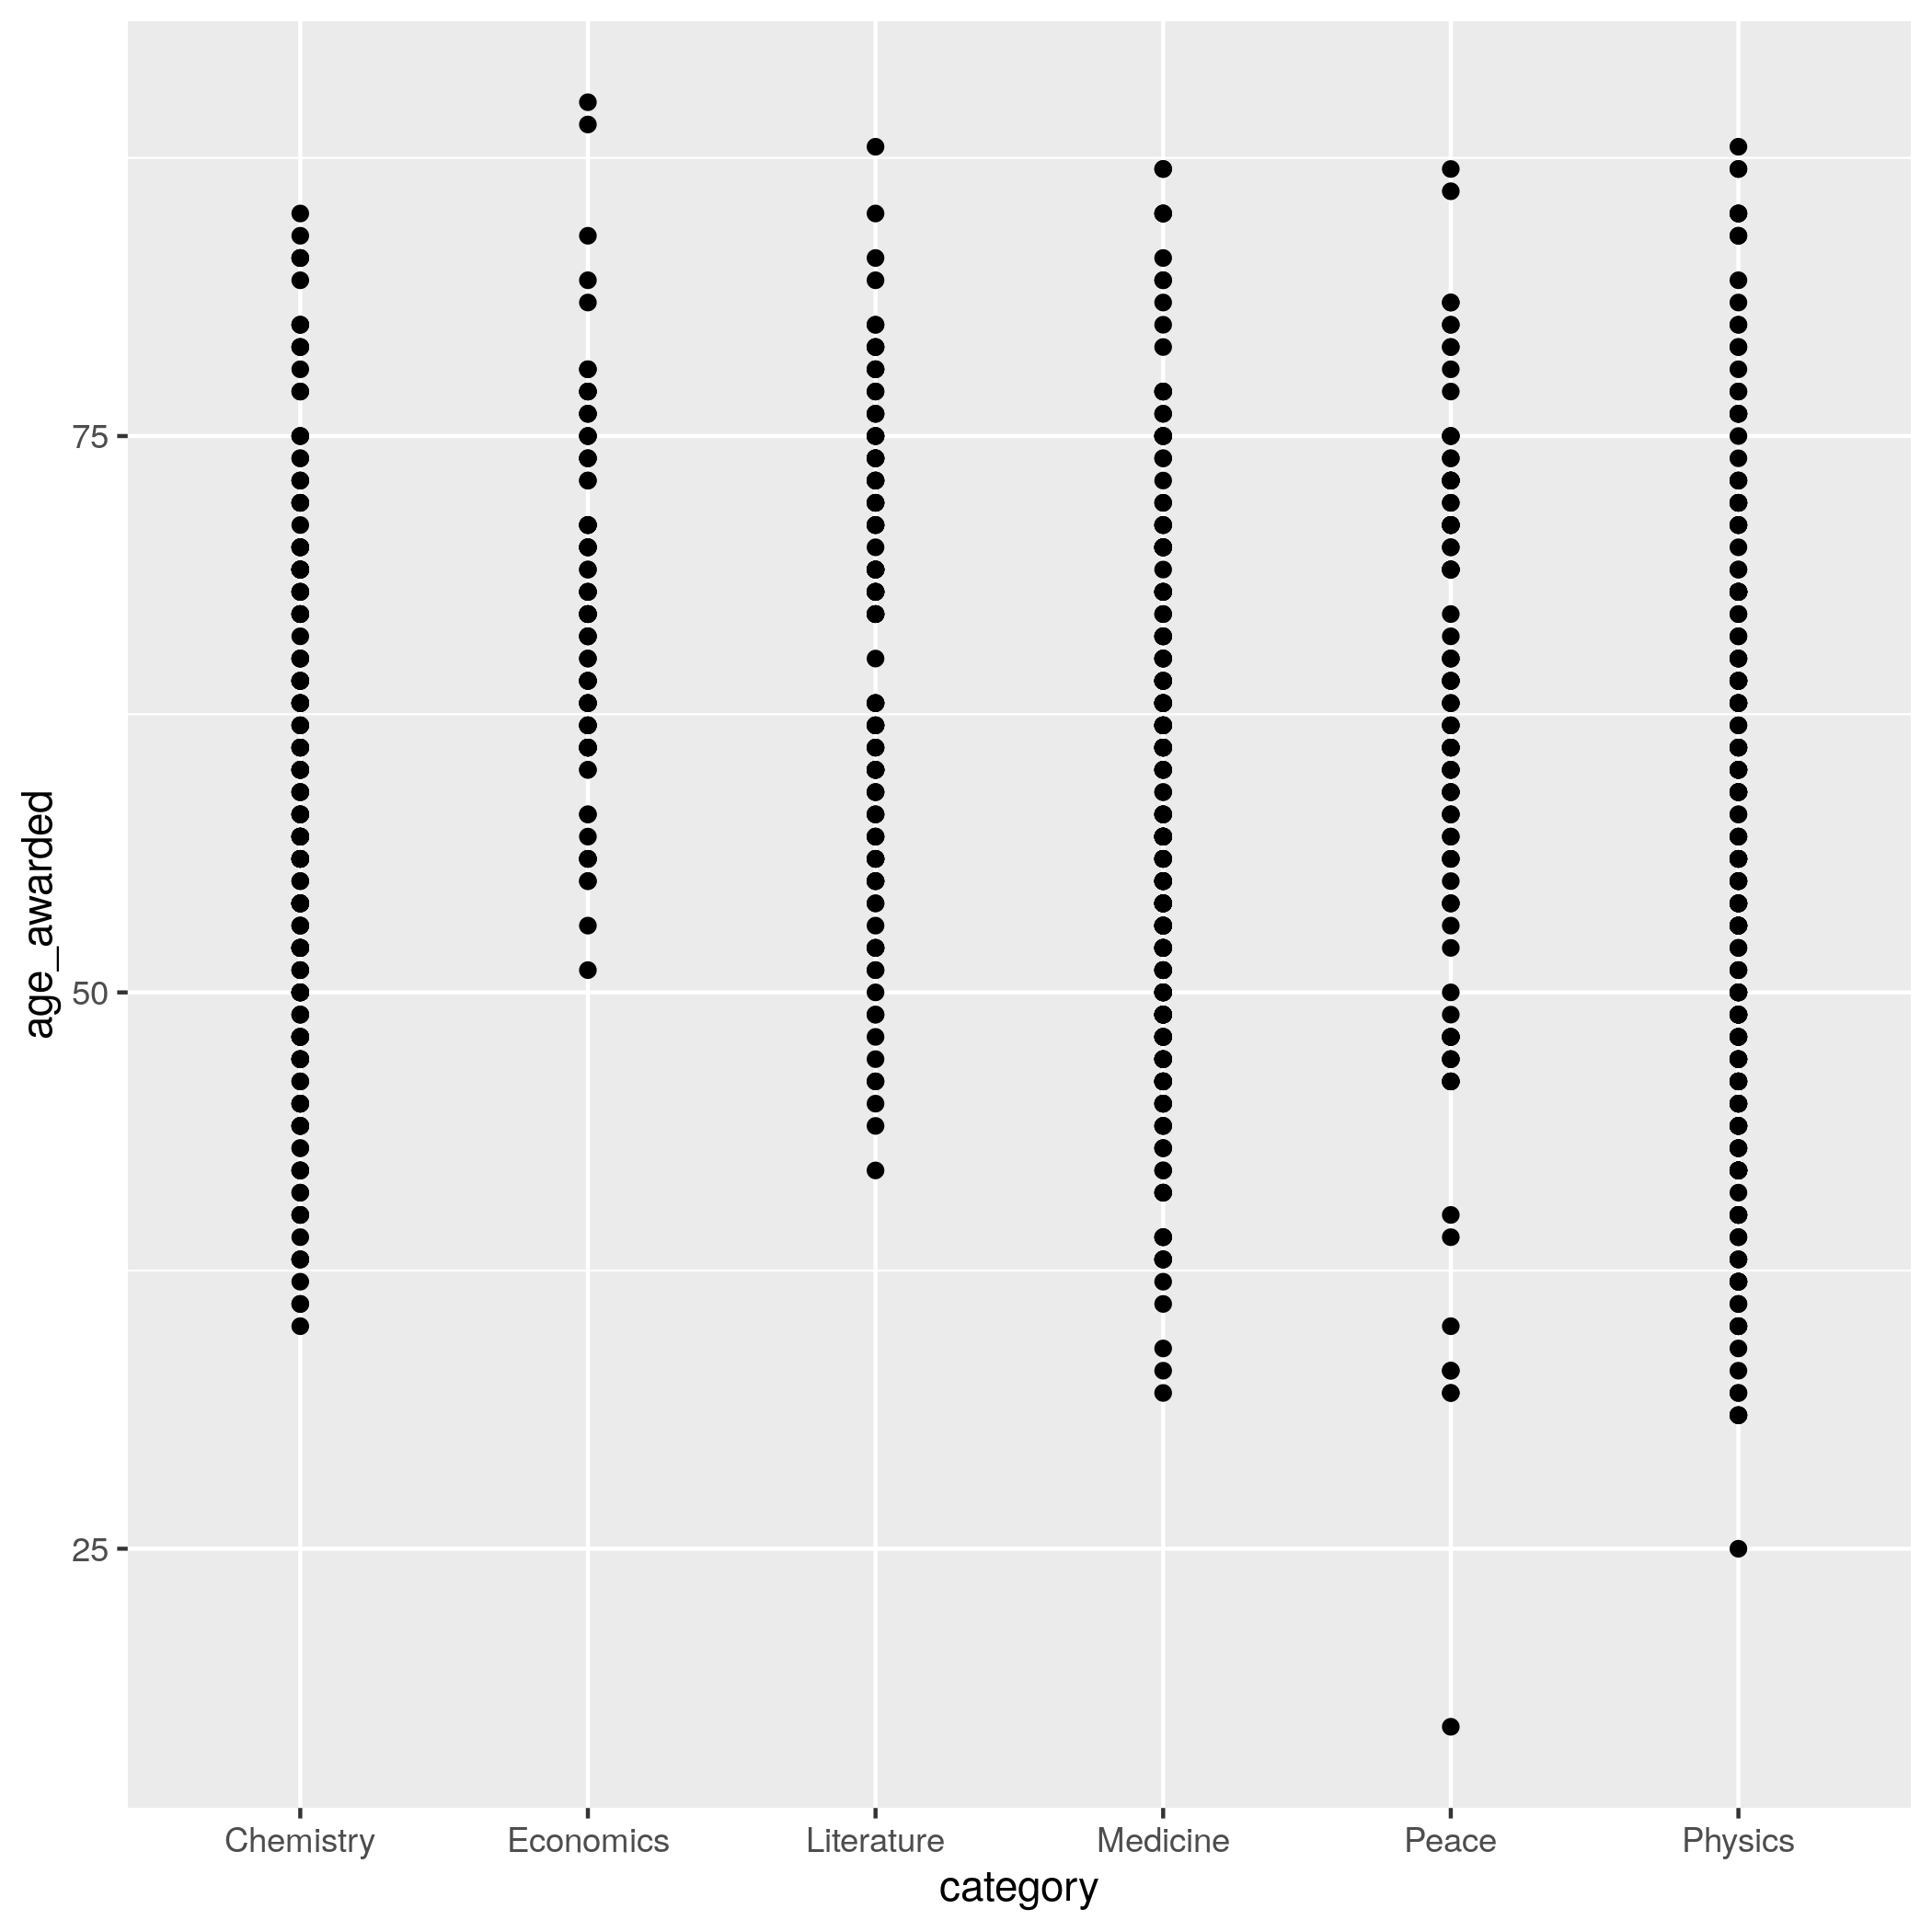 age_awarded
75
50
25
Chemistry Economics Literature Medicine Peace Physics
category